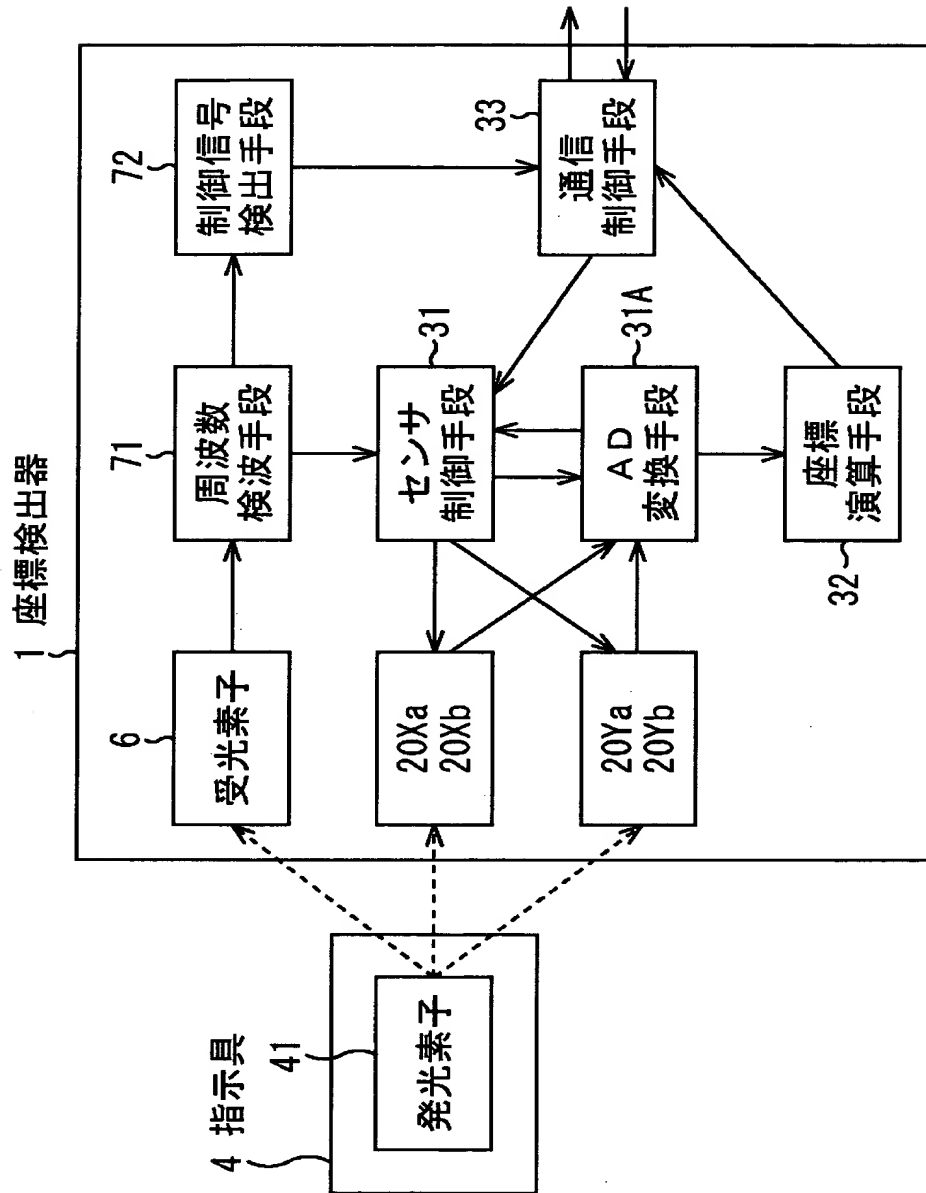 1 座標検出器
6
受光素子
71
周波数
検波手段
72
制御信号
検出手段
4 指示具
41
発光素子
20Xa
20Xb
31
センサ
制御手段
33
通信
制御手段
20Ya
20Yb
31A
AD
変換手段
32
座標
演算手段